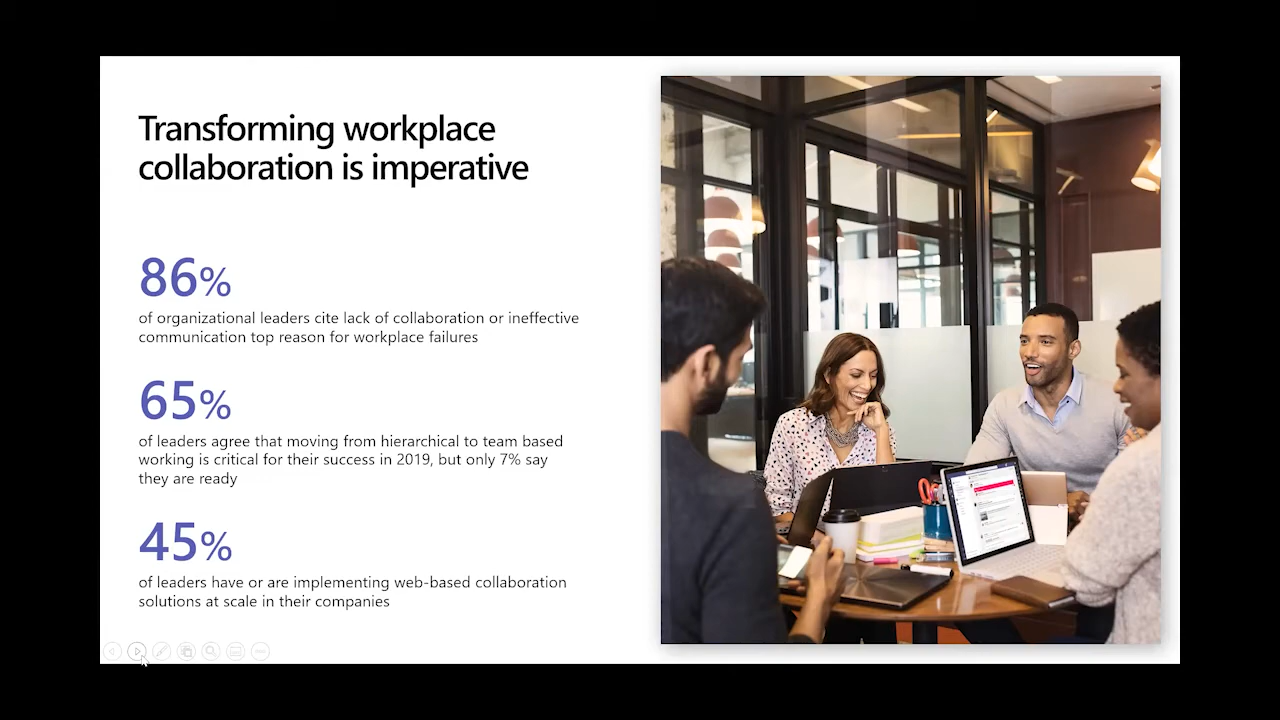 Transforming workplace
collaboration is imperative
86%
of organizational leaders cite lack of collaboration or ineffective
communication top reason for workplace failures
65%
of leaders agree that moving from hierarchical to team based
working is critical for their success in 2019, but only 7% say
they are ready
45%
of leaders have or are implementing web-based collaboration
solutions at scale in their companies